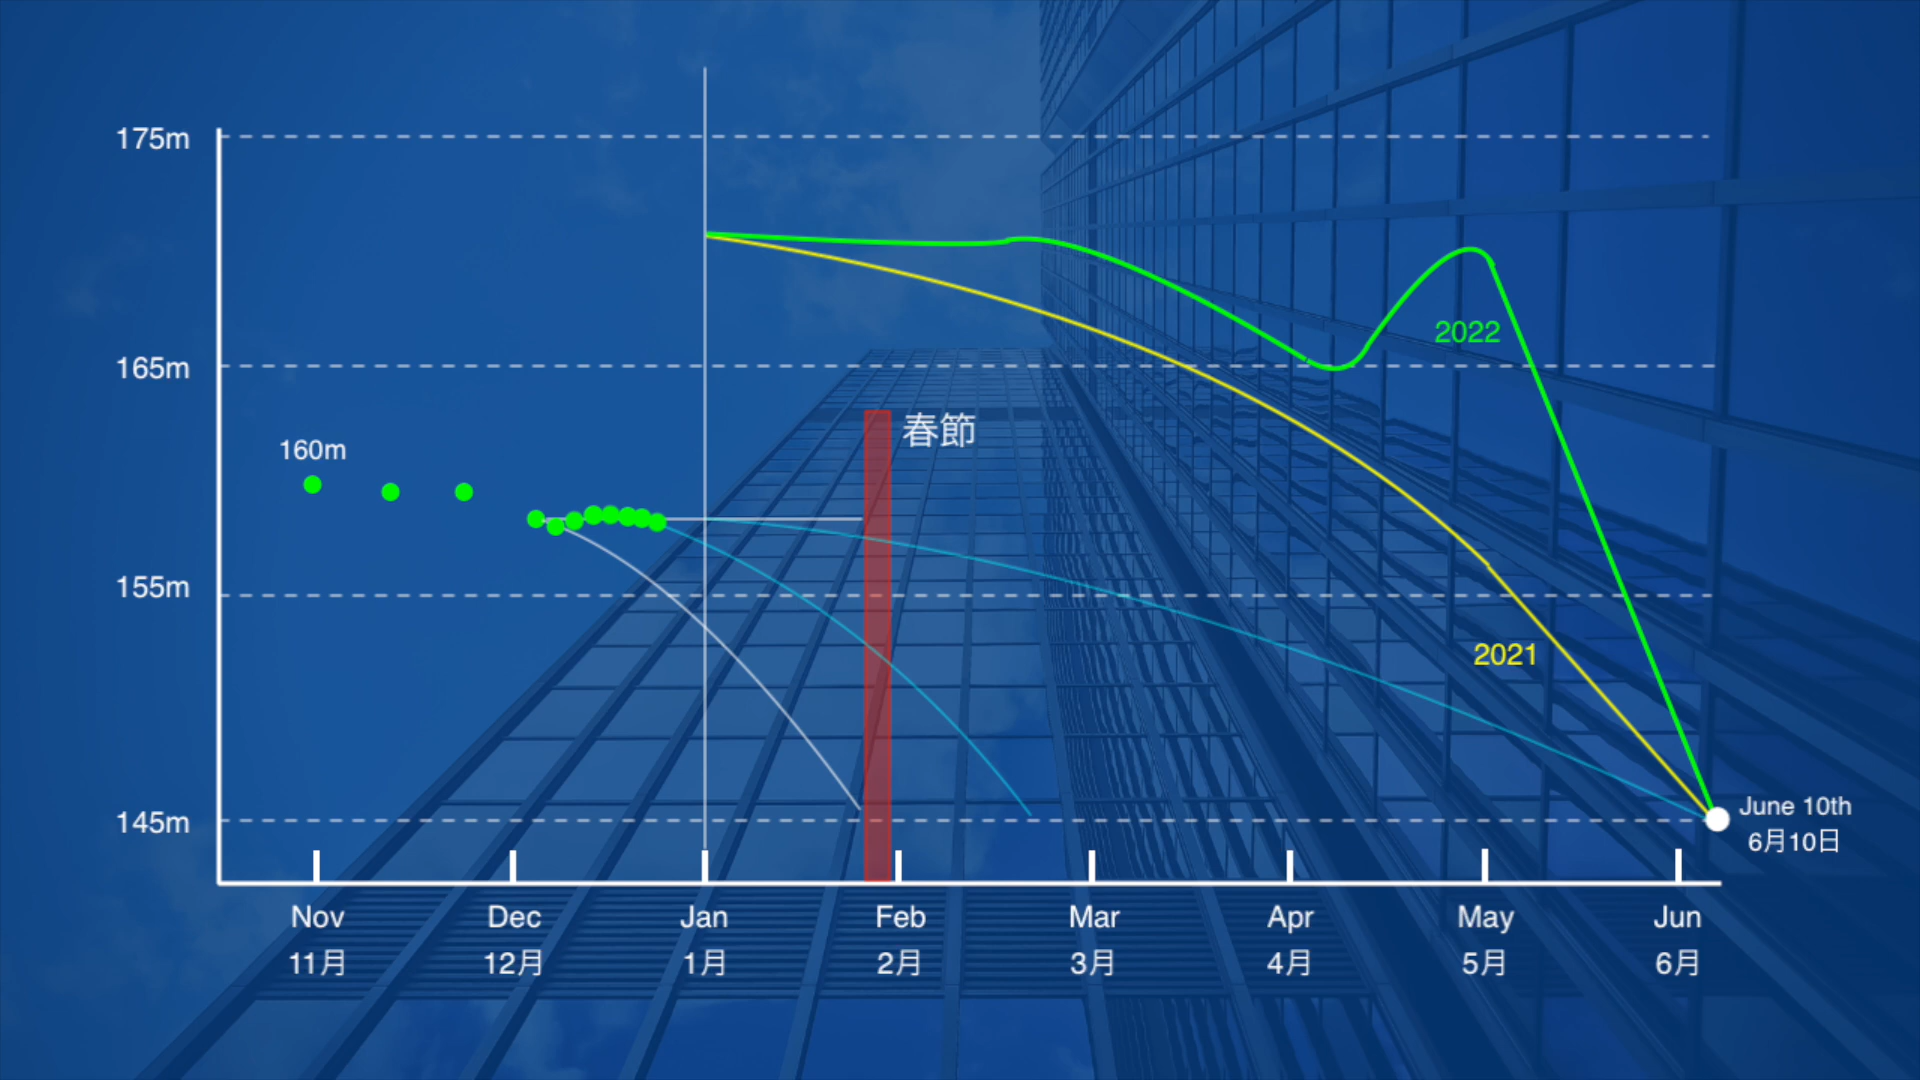 175m
165m
160m
春節
2022
155m
2021
145m
June 10th
6月10日
Nov Dec Jan Feb Mar Apr May Jun
11月 12月 1月 2月 3月 4月 5月 6月